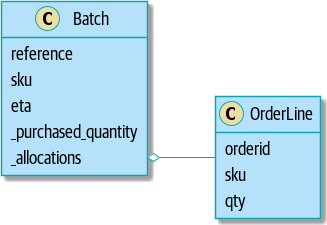 C Batch
reference
sku
eta
_purchased_quantity
_allocations
C OrderLine
orderid
sku
qty